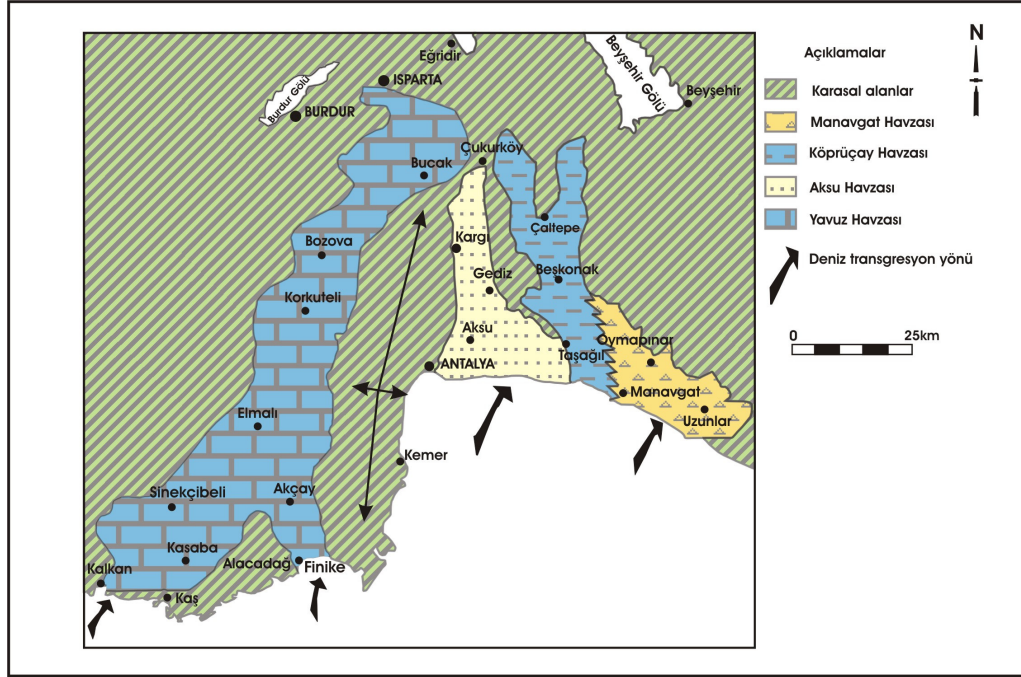 Eğridir
ISPARTA
Burdur Gölü
BURDUR
Beyşehir Gölü
Beyşehir
Çukurköy
Bucak
Çaltepe
Kargı
Bozova
Gediz
Beşkonak
Korkuteli
Aksu
Oymapınar
Taşağıl
ANTALYA
Manavgat
Elmalı
Uzunlar
Kemer
Sinekçibeli
Akçay
Kasaba
Alacadağ
Finike
Kalkan
Kaş
N
Açıklamalar
Karasal alanlar
Manavgat Havzası
Köprüçay Havzası
Aksu Havzası
Yavuz Havzası
Deniz transgresyon yönü
0 25km